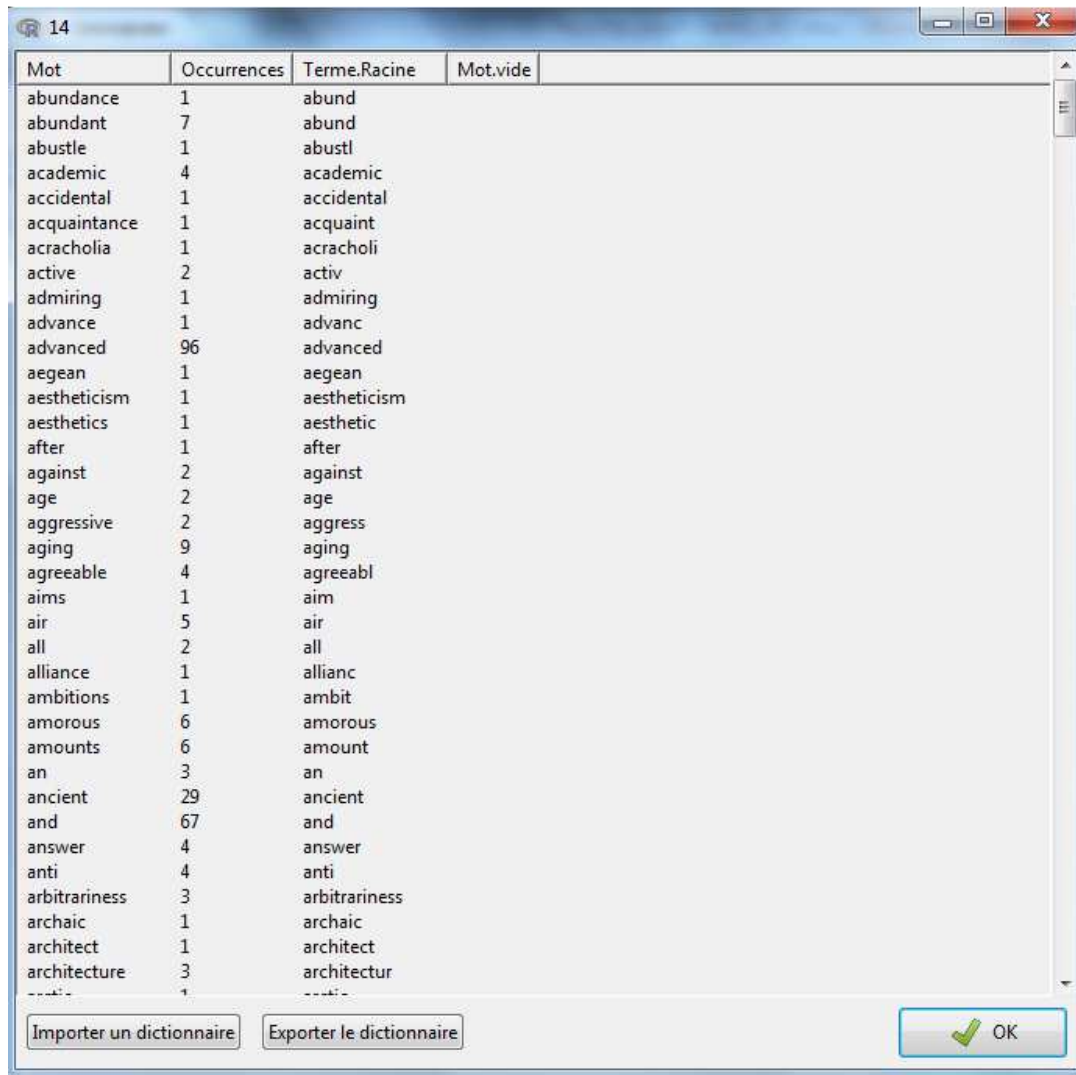 14
Mot Occurrences Terme.Racine Mot.vide
abundance 1 abund
abundant 7 abund
abustle 1 abustl
academic 4 academic
accidental 1 accidental
acquaintance 1 acquaint
acracholia 1 acracholi
active 2 activ
admiring 1 admiring
advance 1 advanc
advanced 96 advanced
aegean 1 aegean
aestheticism 1 aestheticism
aesthetics 1 aesthetic
after 1 after
against 2 against
age 2 age
aggressive 2 aggress
aging 9 aging
agreeable 4 agreeabl
aims 1 aim
air 5 air
all 2 all
alliance 1 allianc
ambitions 1 ambit
amorous 6 amorous
amounts 6 amount
an 3 an
ancient 29 ancient
and 67 and
answer 4 answer
anti 4 anti
arbitrariness 3 arbitrariness
archaic 1 archaic
architect 1 architect
architecture 3 architectur
Importer un dictionnaire Exporter le dictionnaire OK